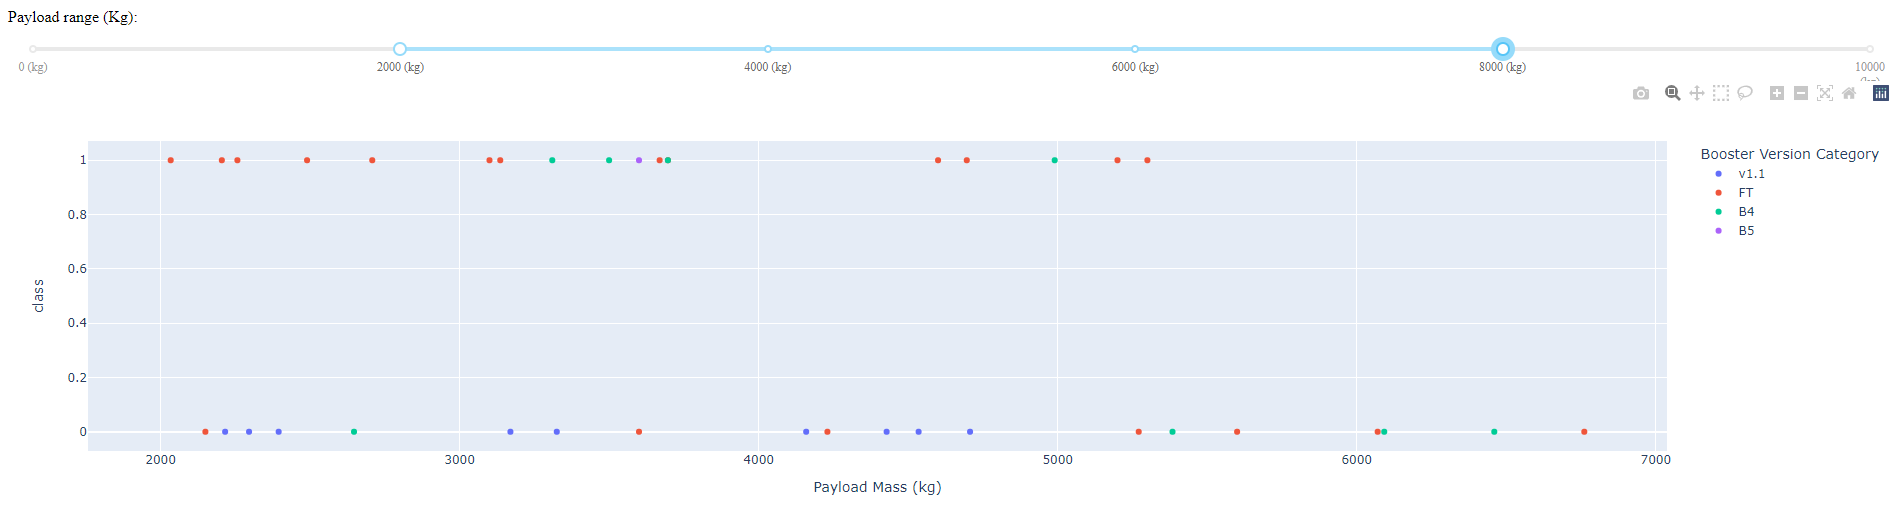 Payload range (Kg):
0 (kg) 2000 (kg) 4000 (kg) 6000 (kg) 8000 (kg) 10000
(kg)
Booster Version Category
v1.1
FT
B4
B5
1
0.8
0.6
0.4
0.2
0
class
2000 3000 4000 5000 6000 7000
Payload Mass (kg)